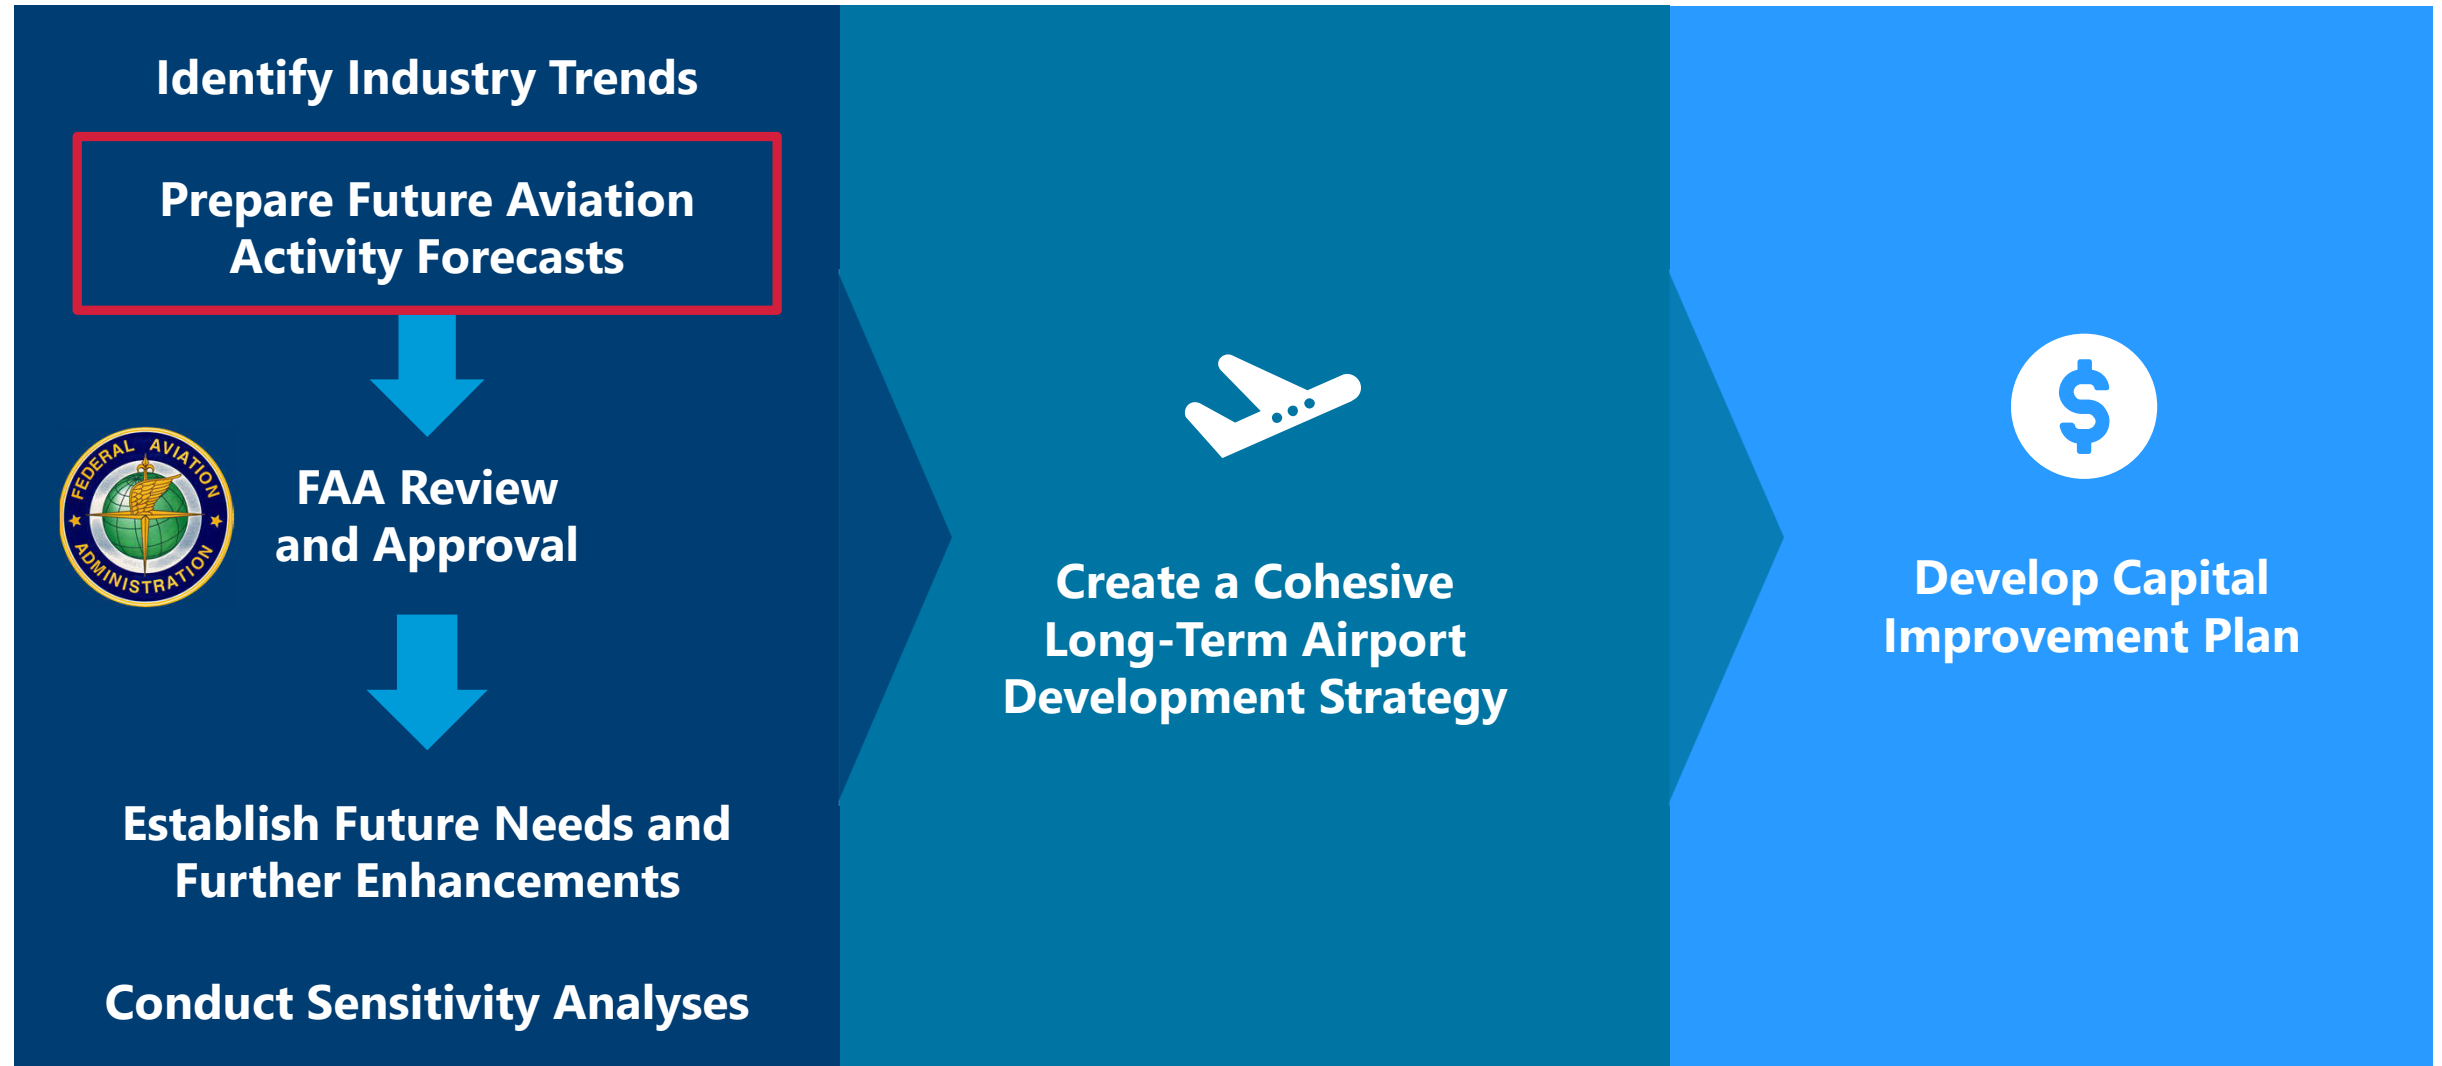 Identify Industry Trends
Prepare Future Aviation
Activity Forecasts
FEDERAL AVIATION
ADMINISTRATION
FAA Review
and Approval
Establish Future Needs and
Further Enhancements
Conduct Sensitivity Analyses
Create a Cohesive
Long-Term Airport
Development Strategy
$
Develop Capital
Improvement Plan